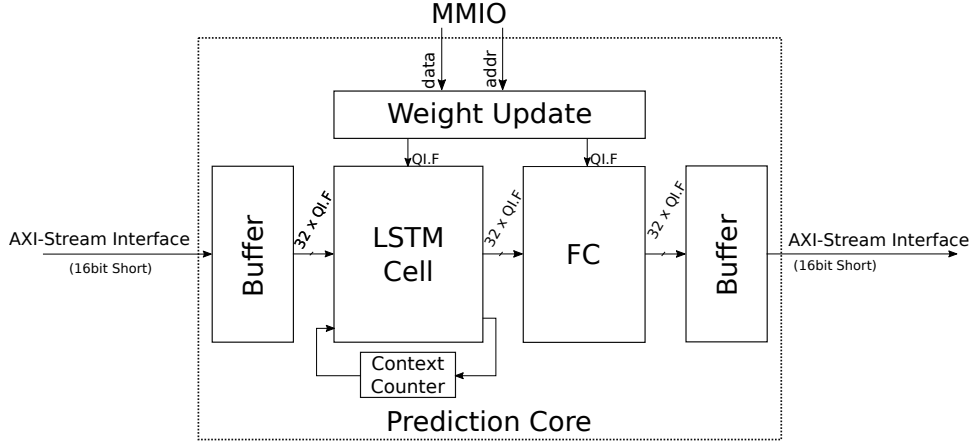 MMIO
data
addr
Weight Update
QI.F
QI.F
AXI-Stream Interface
(16bit Short)
Buffer
32 x QI.F
LSTM
Cell
32 x QI.F
FC
32 x QI.F
Buffer
AXI-Stream Interface
(16bit Short)
Context
Counter
Prediction Core